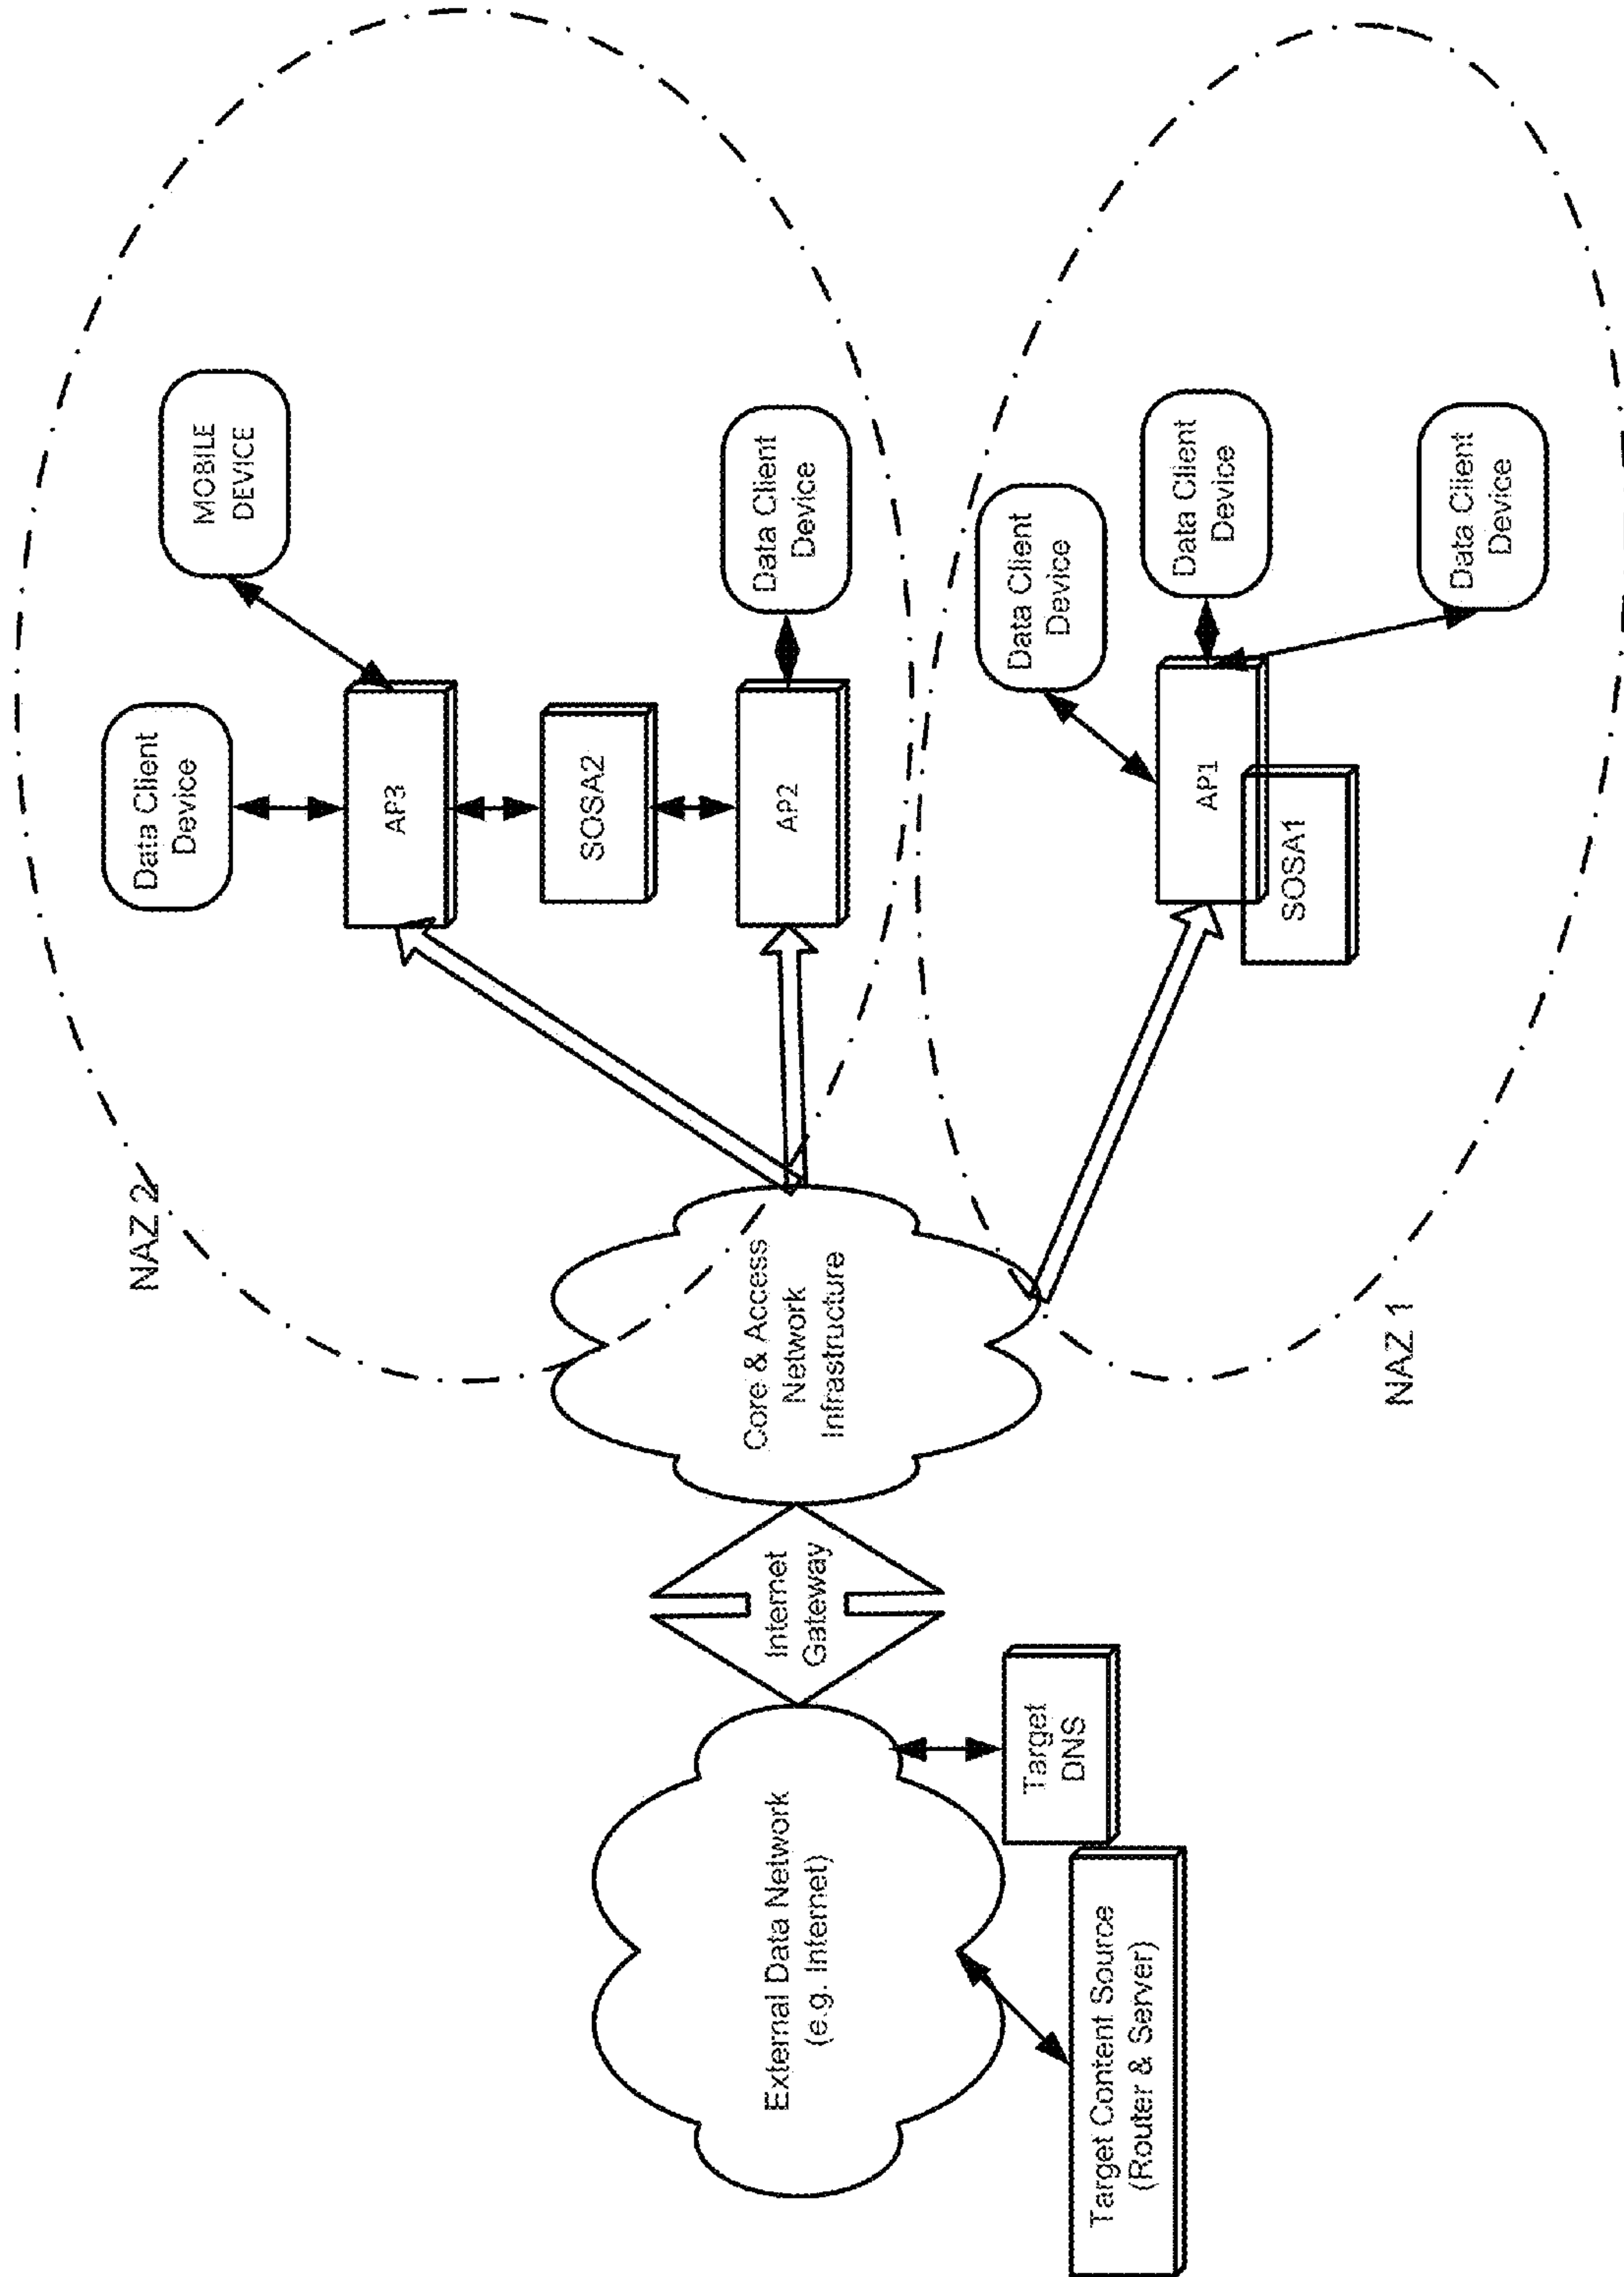 NAZ 2
Data Client
Device
MOBILE
DEVICE
AP3
SOSA2
AP2
Data Client
Device
External Data Network
(e.g. Internet)
Internet
Gateway
Core & Access
Network
Infrastructure
Target
DNS
Target Content Source
(Router & Server)
Data Client
Device
Data Client
Device
AP1
SOSA1
Data Client
Device
NAZ 1